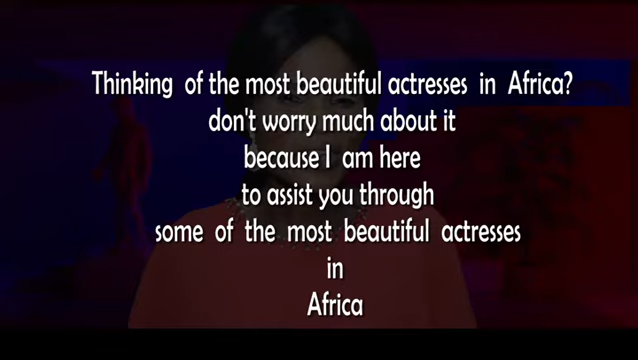 Thinking of the most beautiful actresses in Africa?
don't worry much about it
because I am here
to assist you through
some of the most beautiful actresses
in
Africa